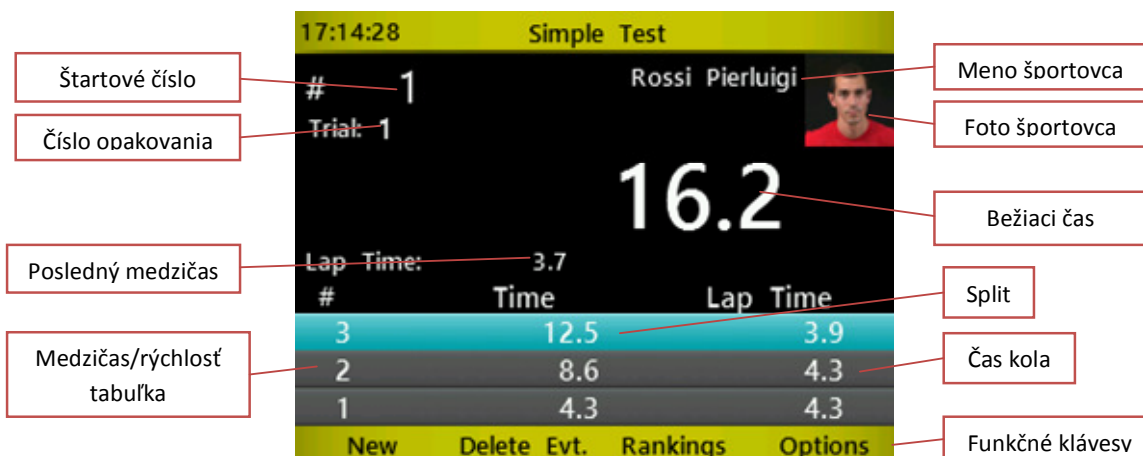 17:14:28 Simple Test
Štartové číslo
# 1
Rossi Pierluigi
Meno športovca
Číslo opakovania
Trial: 1
Foto športovca
16.2
Bežiaci čas
Posledný medzičas
Lap Time: 3.7
# Time Lap Time
Split
3 12.5 3.9
Medzičas/rýchlosť
tabuľka
2 8.6 4.3
Čas kola
1 4.3 4.3
New Delete Evt. Rankings Options
Funkčné klávesy